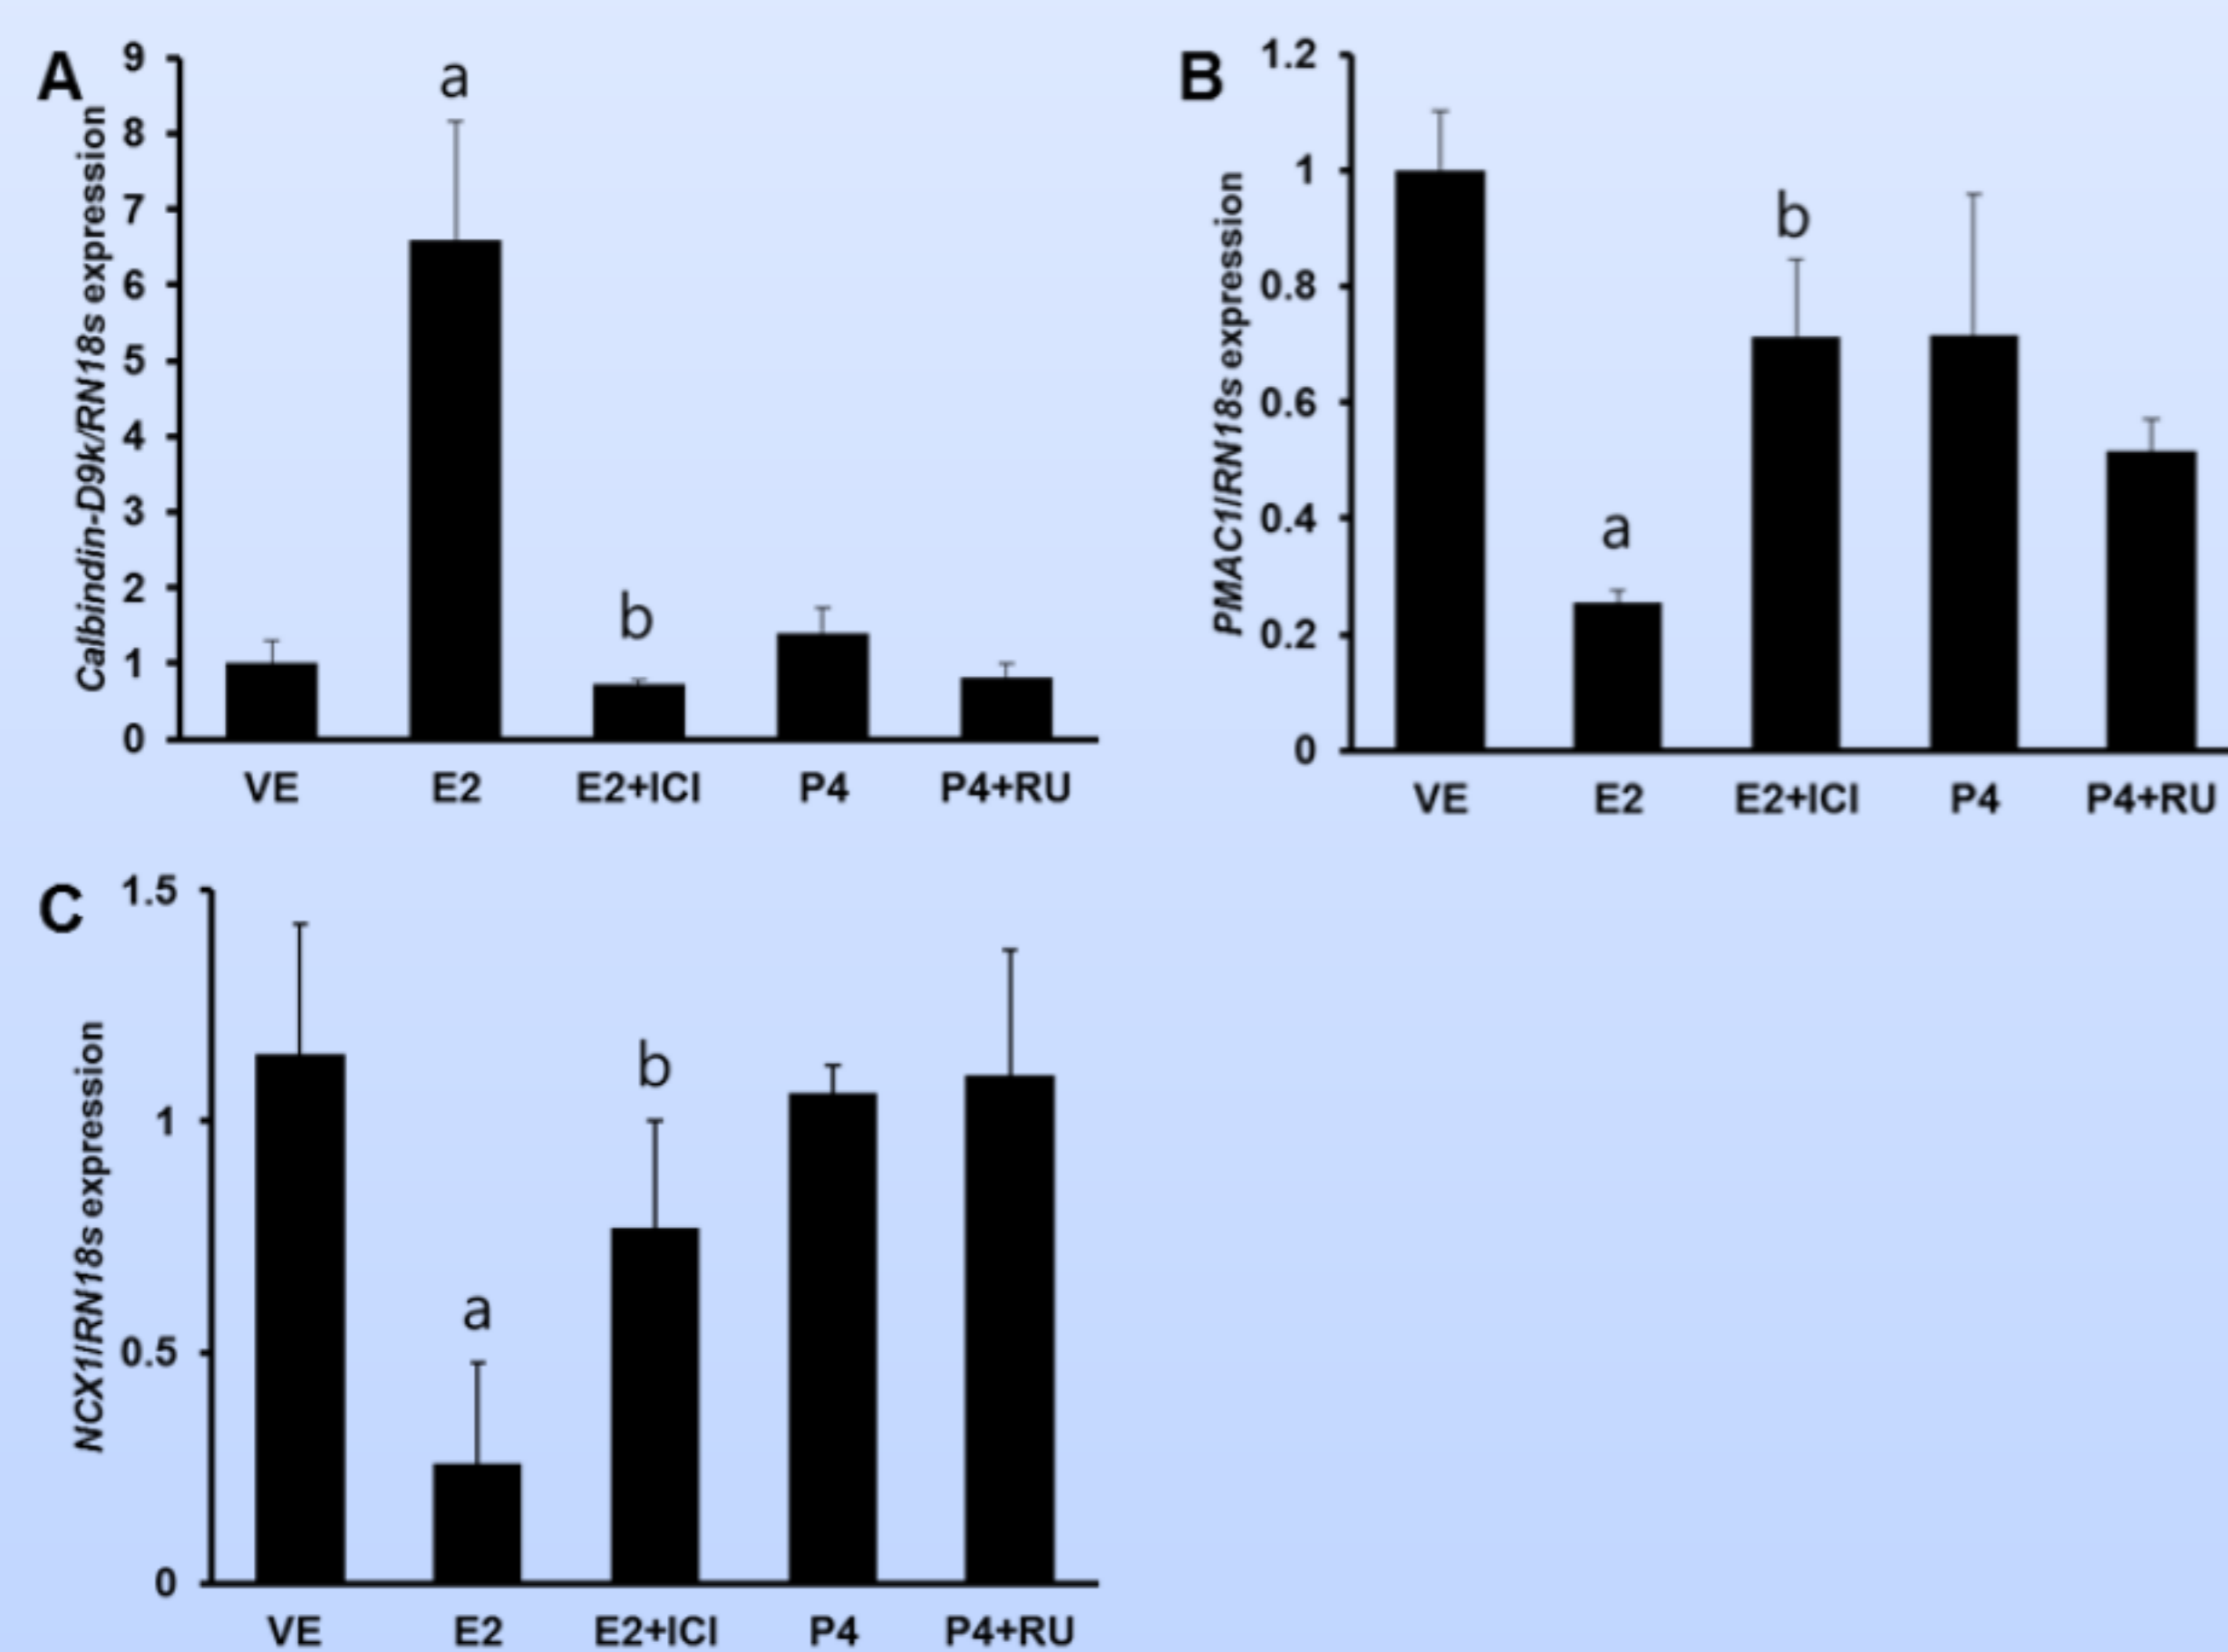 A
Calbindin-D9k/RN18s expression
9
8
7
6
5
4
3
2
1
0
a
b
VE E2 E2+ICI P4 P4+RU
B
PMAC1/RN18s expression
1.2
1
0.8
0.6
0.4
0.2
0
a
b
VE E2 E2+ICI P4 P4+RU
C
NCX1/RN18s expression
1.5
1
0.5
0
a
b
VE E2 E2+ICI P4 P4+RU